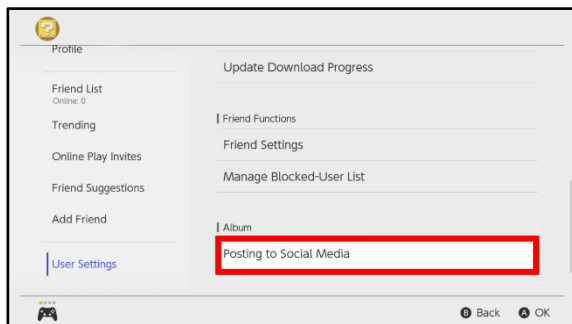 Profile
Friend List
Online: 0
Trending
Online Play Invites
Friend Suggestions
Add Friend
User Settings
Update Download Progress
Friend Functions
Friend Settings
Manage Blocked-User List
Album
Posting to Social Media
B Back A OK